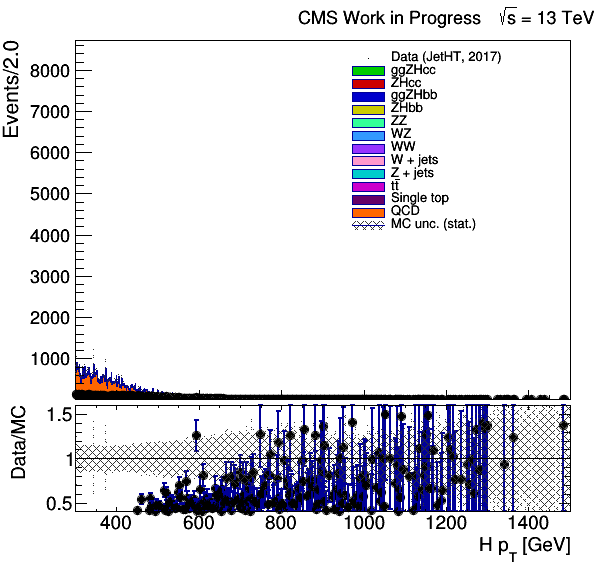 CMS Work in Progress √s = 13 TeV
Events/2.0
8000
7000
6000
5000
4000
3000
2000
1000
Data (JetHT, 2017)
ggZHcc
ZHcc
ggZHbb
ZHbb
ZZ
WZ
WW
W + jets
Z + jets
tt̄
Single top
QCD
MC unc. (stat.)
Data/MC
1.5
1
0.5
400 600 800 1000 1200 1400
H p_T [GeV]